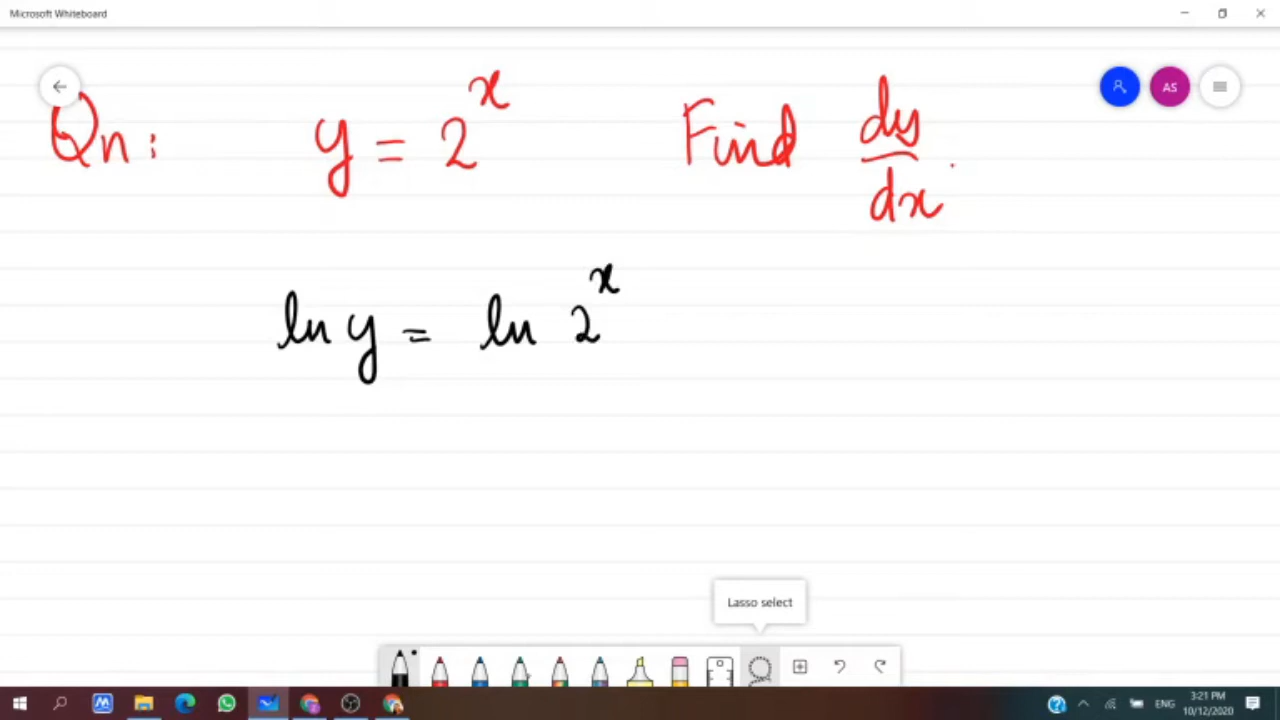 Microsoft Whiteboard
AS
Qn: y = 2^x Find dy/dx.
ln y = ln 2^x
Lasso select
ENG
3:21 PM
10/12/2020